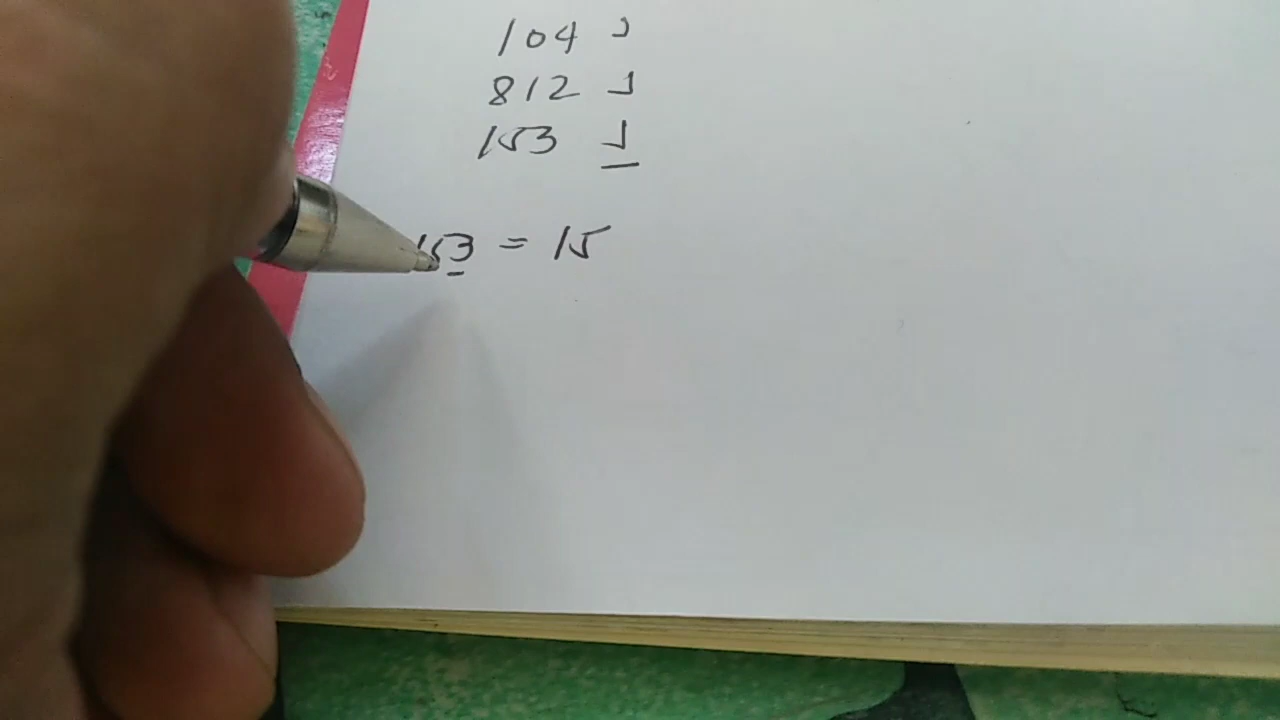 104 ᒧ
812 ᒧ
153 ᒧ
153 = 15